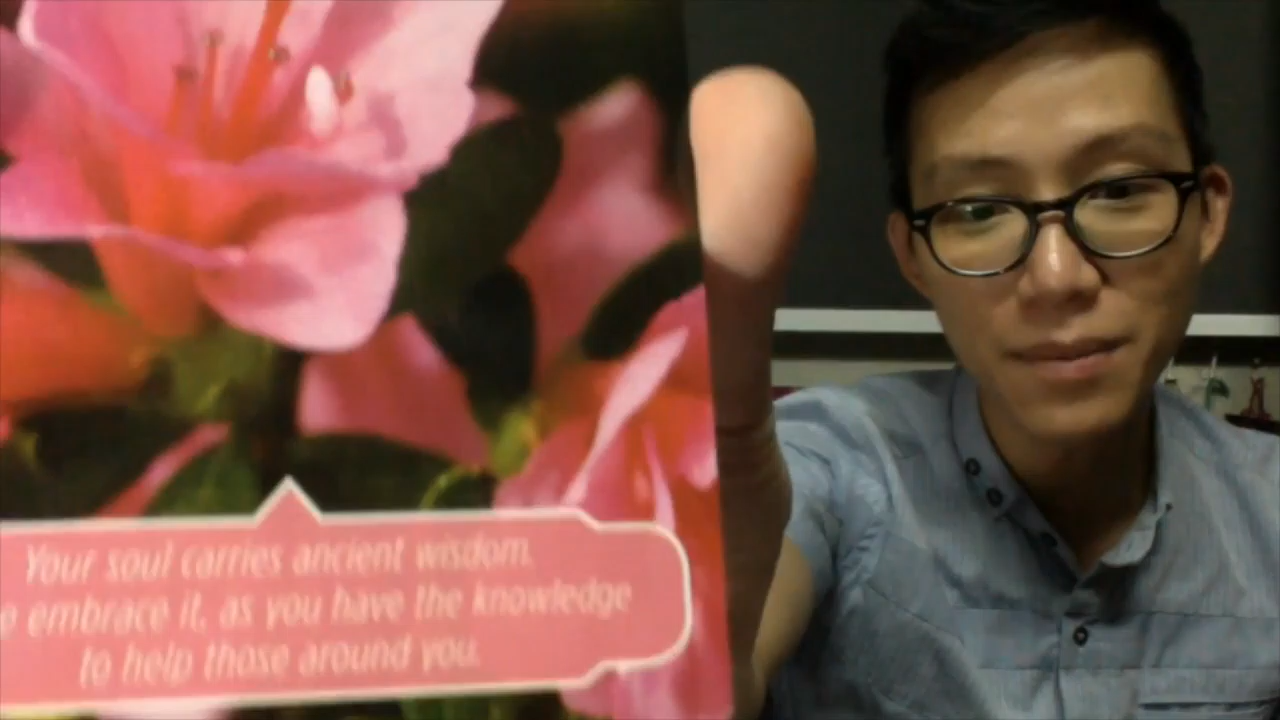 Your soul carries ancient wisdom.
embrace it, as you have the knowledge
to help those around you.